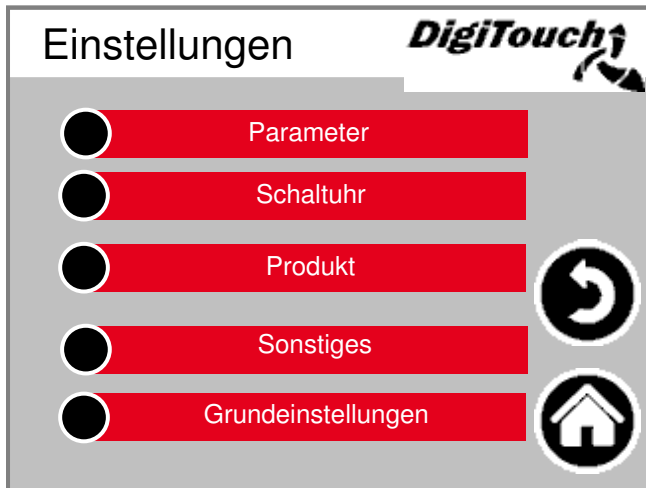 Einstellungen
DigiTouch
Parameter
Schaltuhr
Produkt
Sonstiges
Grundeinstellungen